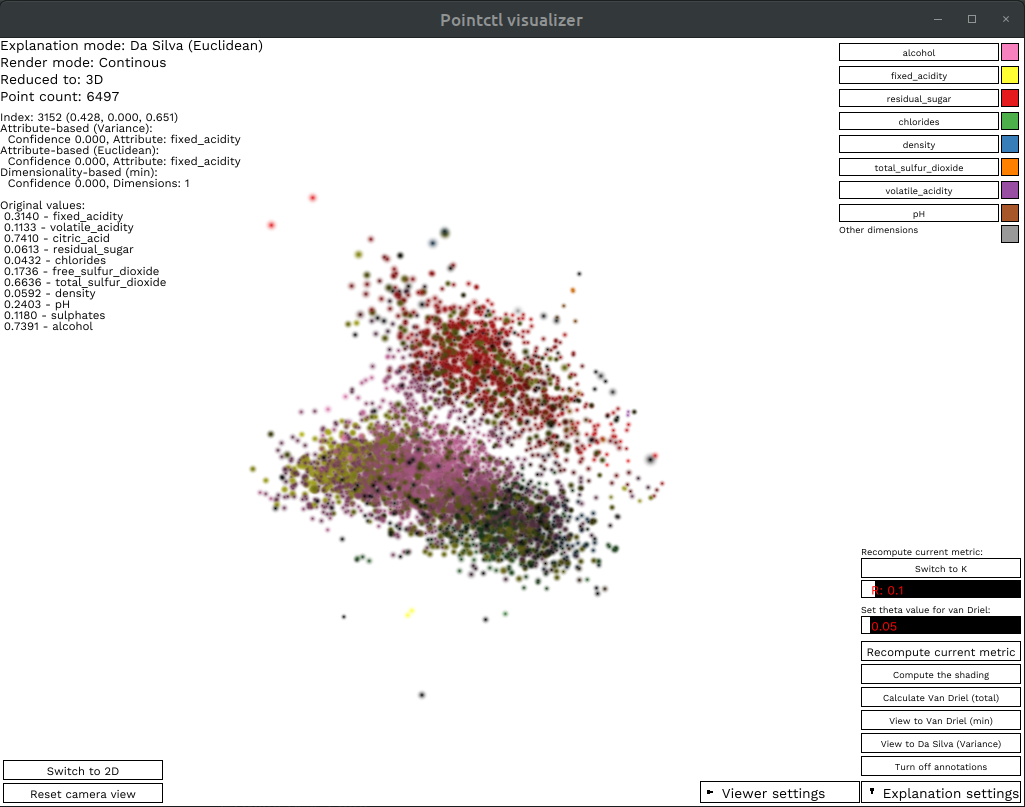 Pointctl visualizer
Explanation mode: Da Silva (Euclidean)
Render mode: Continous
Reduced to: 3D
Point count: 6497
Index: 3152 (0.428, 0.000, 0.651)
Attribute-based (Variance):
Confidence 0.000, Attribute: fixed_acidity
Attribute-based (Euclidean):
Confidence 0.000, Attribute: fixed_acidity
Dimensionality-based (min):
Confidence 0.000, Dimensions: 1
Original values:
0.3140 - fixed_acidity
0.1133 - volatile_acidity
0.7410 - citric_acid
0.0613 - residual_sugar
0.0432 - chlorides
0.1736 - free_sulfur_dioxide
0.6636 - total_sulfur_dioxide
0.0592 - density
0.2403 - pH
0.1180 - sulphates
0.7391 - alcohol
alcohol
fixed_acidity
residual_sugar
chlorides
density
total_sulfur_dioxide
volatile_acidity
pH
Other dimensions
Recompute current metric:
Switch to K
R: 0.1
Set theta value for van Driel:
0.05
Recompute current metric
Compute the shading
Calculate Van Driel (total)
View to Van Driel (min)
View to Da Silva (Variance)
Turn off annotations
Switch to 2D
Reset camera view
Viewer settings
Explanation settings